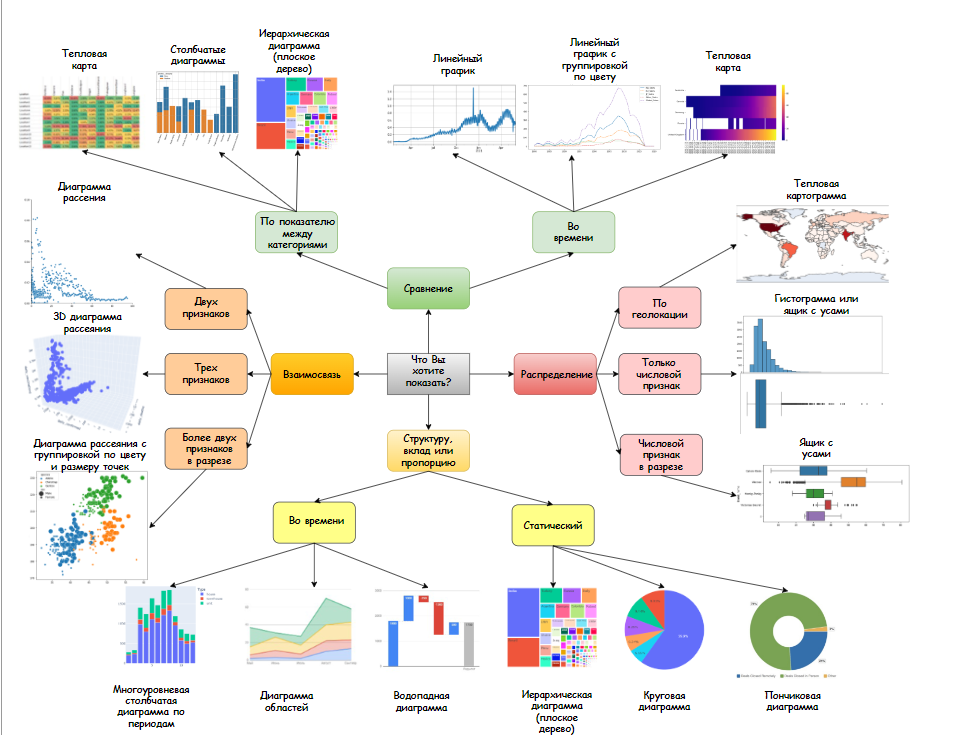 Тепловая
карта
Столбчатые
диаграммы
Иерархическая
диаграмма
(плоское
дерево)
Линейный
график
Линейный
график с
группировкой
по цвету
Тепловая
карта
Диаграмма
рассения
По показателю
между
категориями
Во
времени
Тепловая
картограмма
Сравнение
Двух
признаков
По
геолокации
Гистограмма или
ящик с усами
3D диаграмма
рассеяния
Трех
признаков
Взаимосвязь
Что Вы
хотите
показать?
Распределение
Только
числовой
признак
Диаграмма рассеяния с
группировкой по цвету
и размеру точек
Более двух
признаков
в разрезе
Структуру,
вклад или
пропорцию
Числовой
признак
в разрезе
Ящик с
усами
Во времени
Статический
Многоуровневая
столбчатая
диаграмма по
периодам
Диаграмма
областей
Водопадная
диаграмма
Иерархическая
диаграмма
(плоское
дерево)
Круговая
диаграмма
Пончиковая
диаграмма